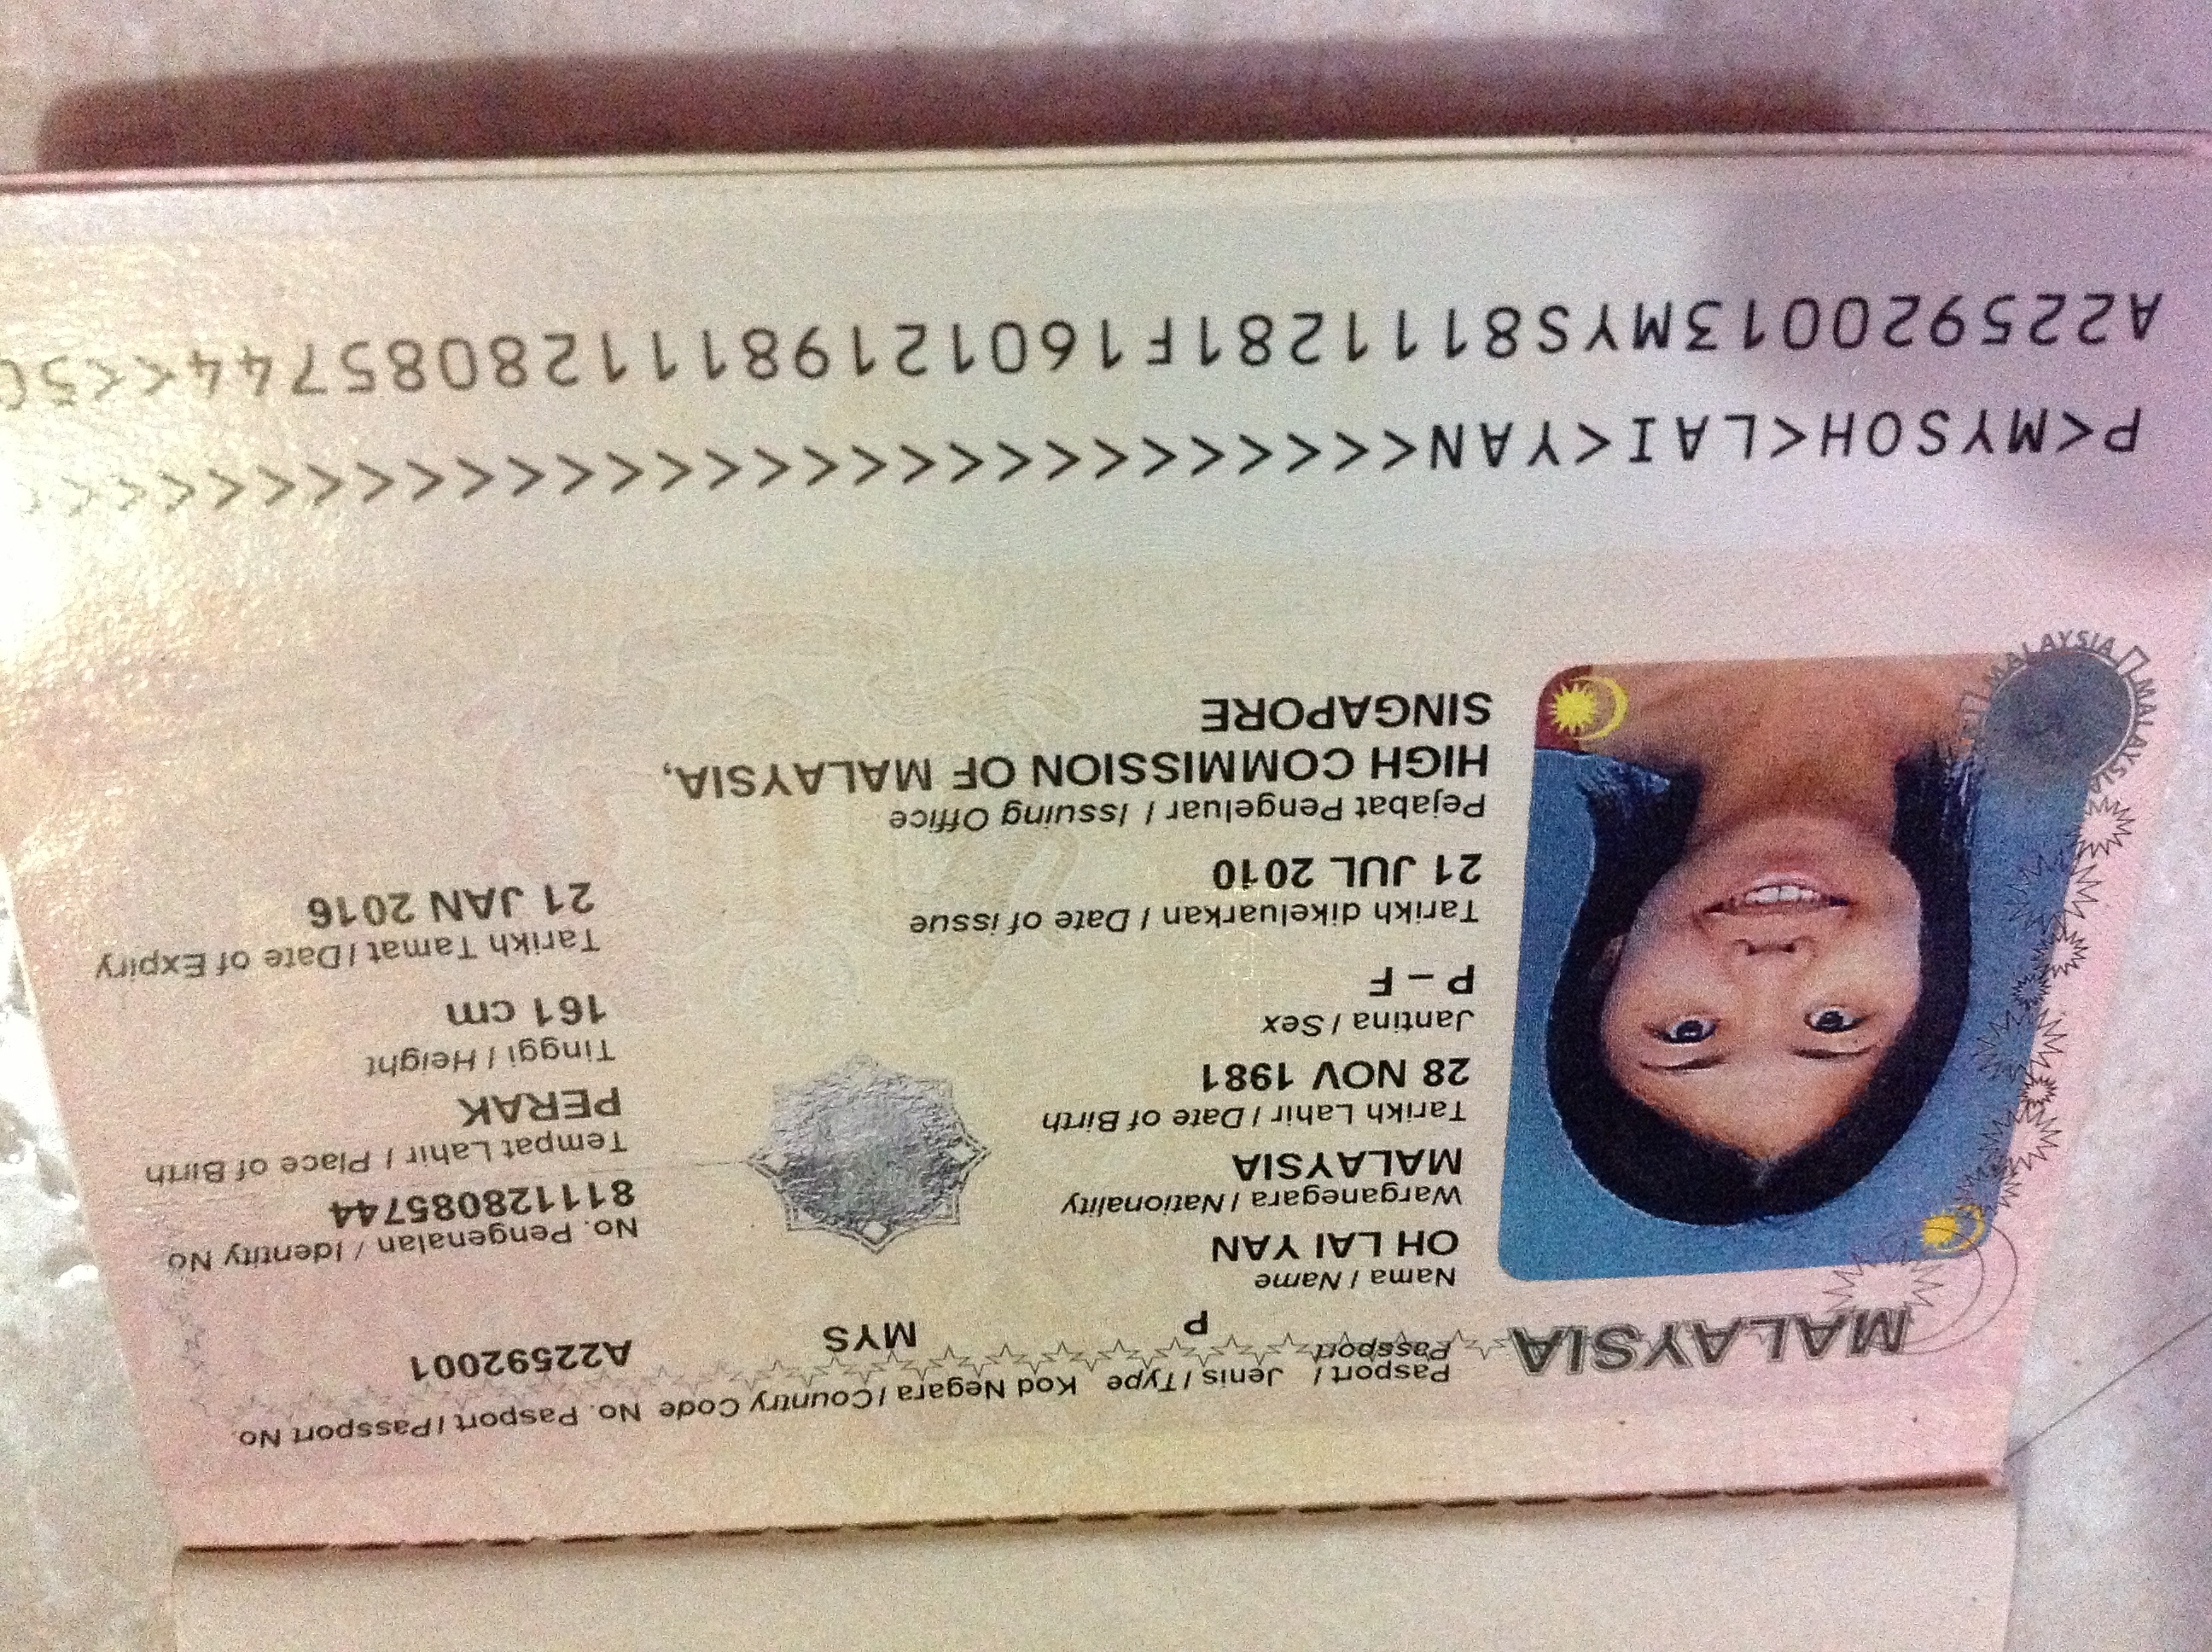 MALAYSIA
Pasport / Passport Jenis / Type Kod Negara / Country Code No. Pasport / Passport No.
P MYS A22592001
Nama / Name
OH LAI YAN
No. Pengenalan / Identity No
811128085744
Warganegara / Nationality
MALAYSIA
Tempat Lahir / Place of Birth
PERAK
Tarikh Lahir / Date of Birth
28 NOV 1981
Tinggi / Height
161 cm
Jantina / Sex
P – F
Tarikh Tamat / Date of Expiry
21 JAN 2016
Tarikh dikeluarkan / Date of issue
21 JUL 2010
Pejabat Pengeluar / Issuing Office
HIGH COMMISSION OF MALAYSIA,
SINGAPORE
MALAYSIA
P<MYSOH<LAI<YAN<<<<<<<<<<<<<<<<<<<<<<<<<<<<
A225920013MYS8111281F1601219811128085744<<5